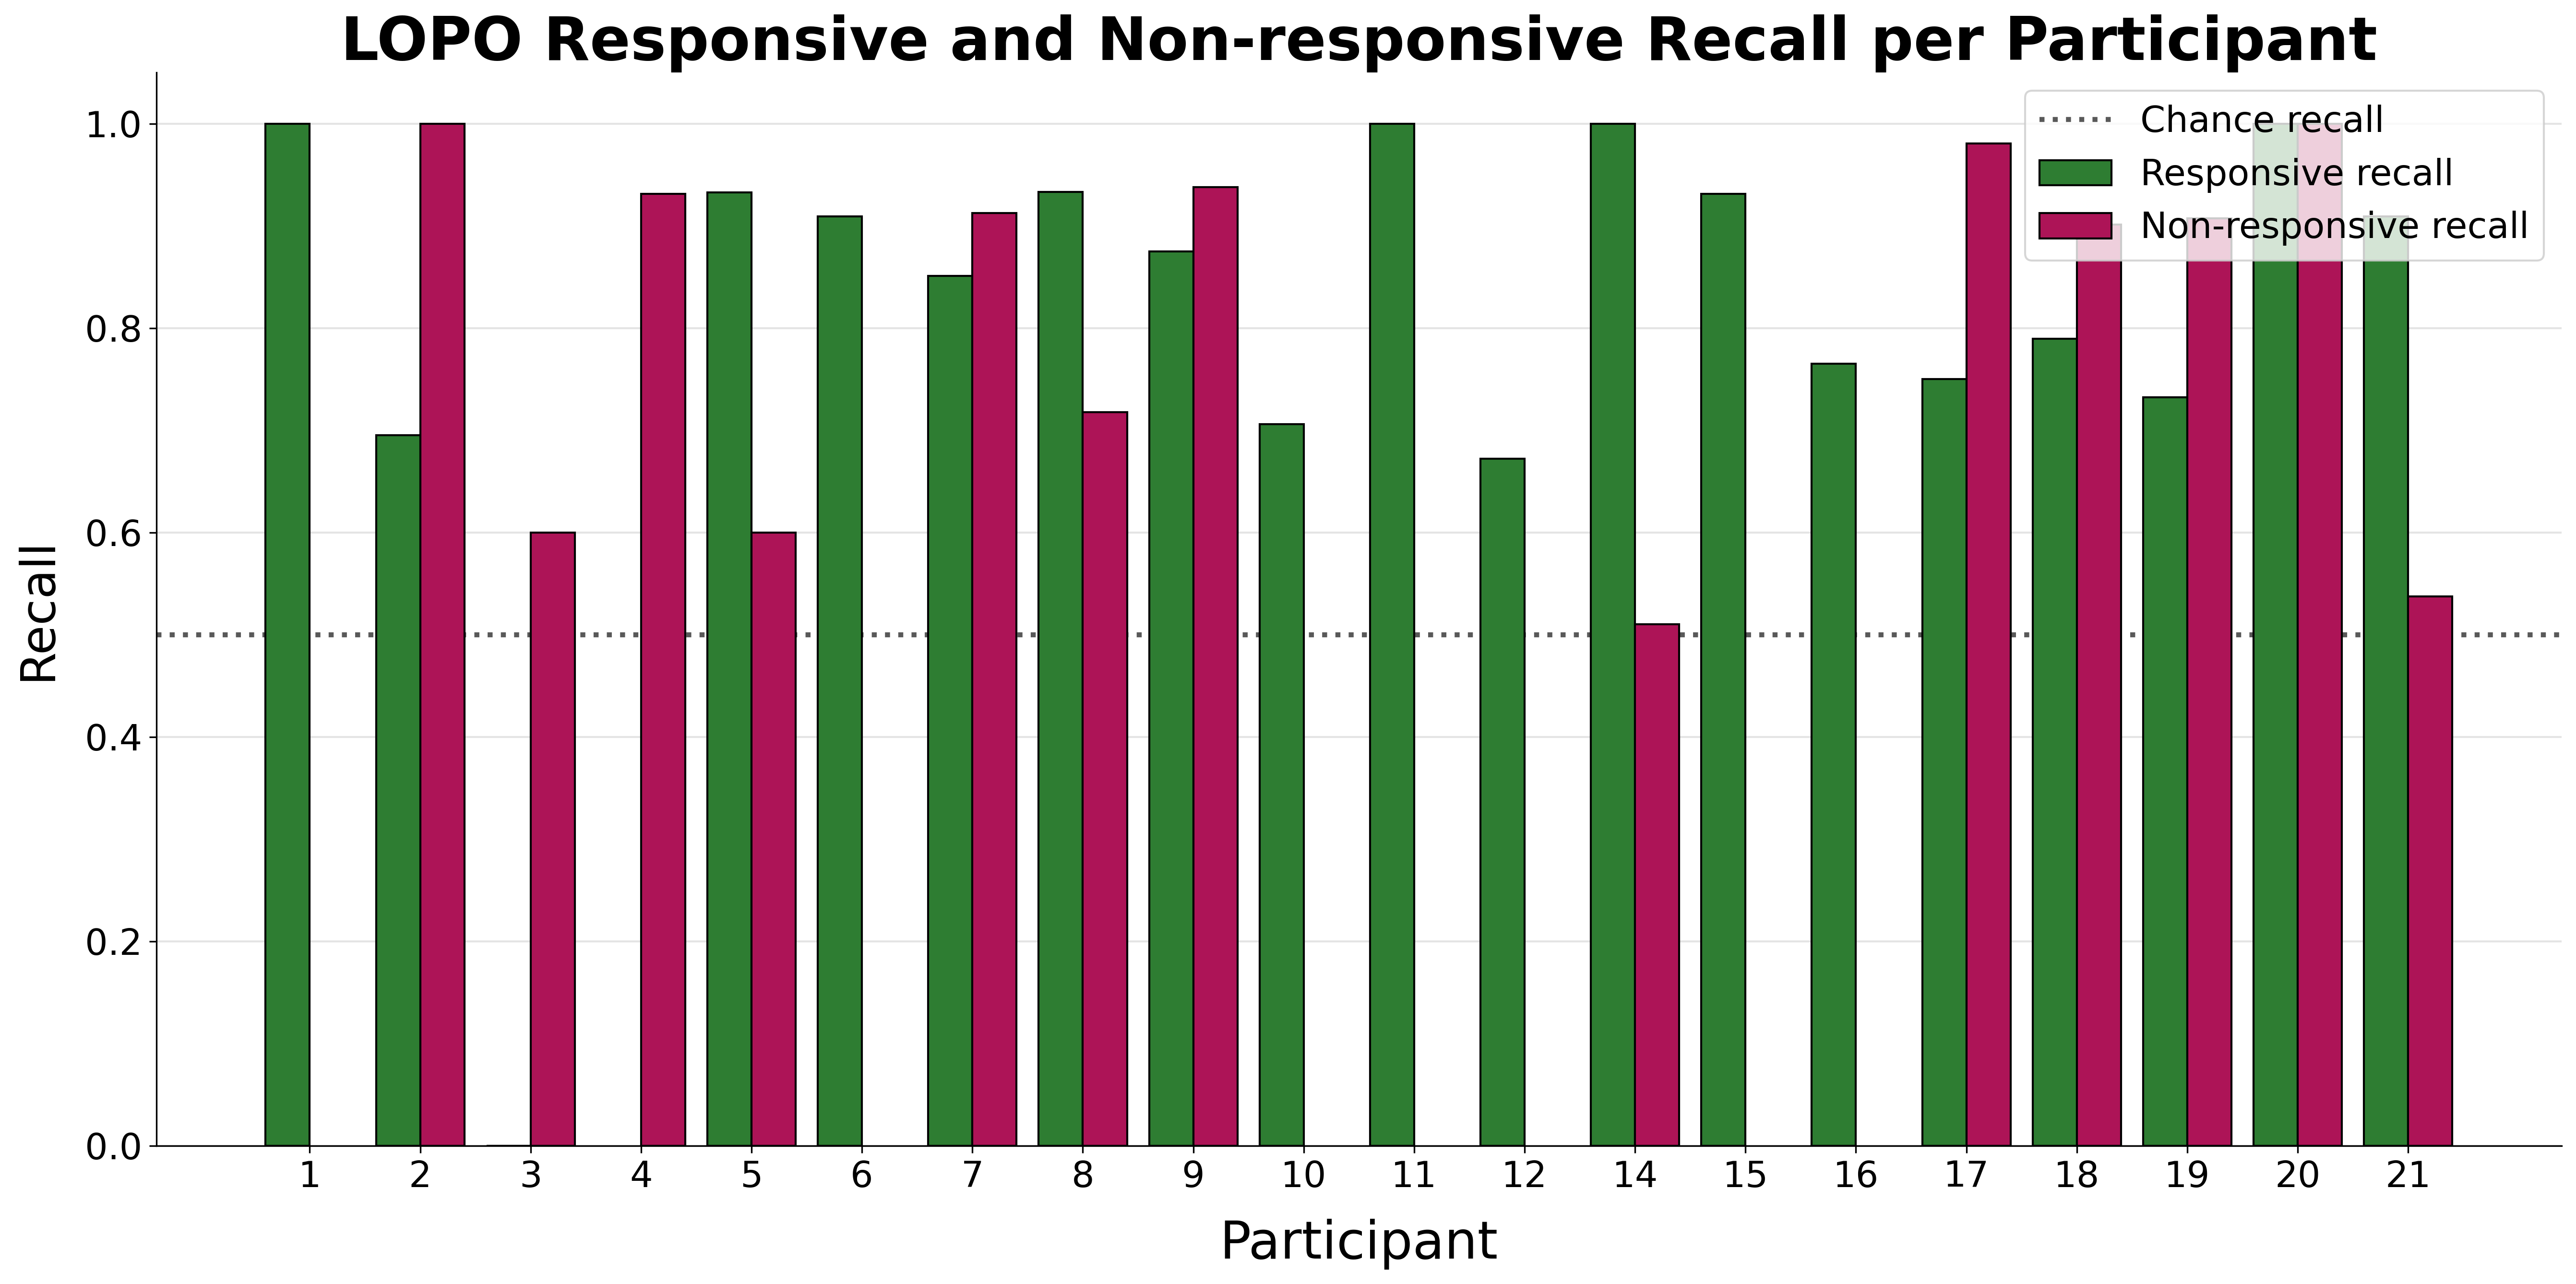 LOPO Responsive and Non-responsive Recall per Participant
Chance recall
Responsive recall
Non-responsive recall
Recall
1.0
0.8
0.6
0.4
0.2
0.0
1 2 3 4 5 6 7 8 9 10 11 12 14 15 16 17 18 19 20 21
Participant